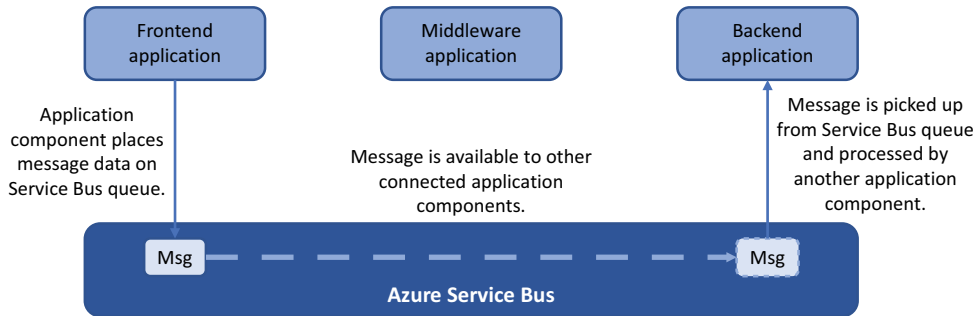 Frontend
application
Middleware
application
Backend
application
Application
component places
message data on
Service Bus queue.
Message is available to other
connected application
components.
Message is picked up
from Service Bus queue
and processed by
another application
component.
Msg
Msg
Azure Service Bus